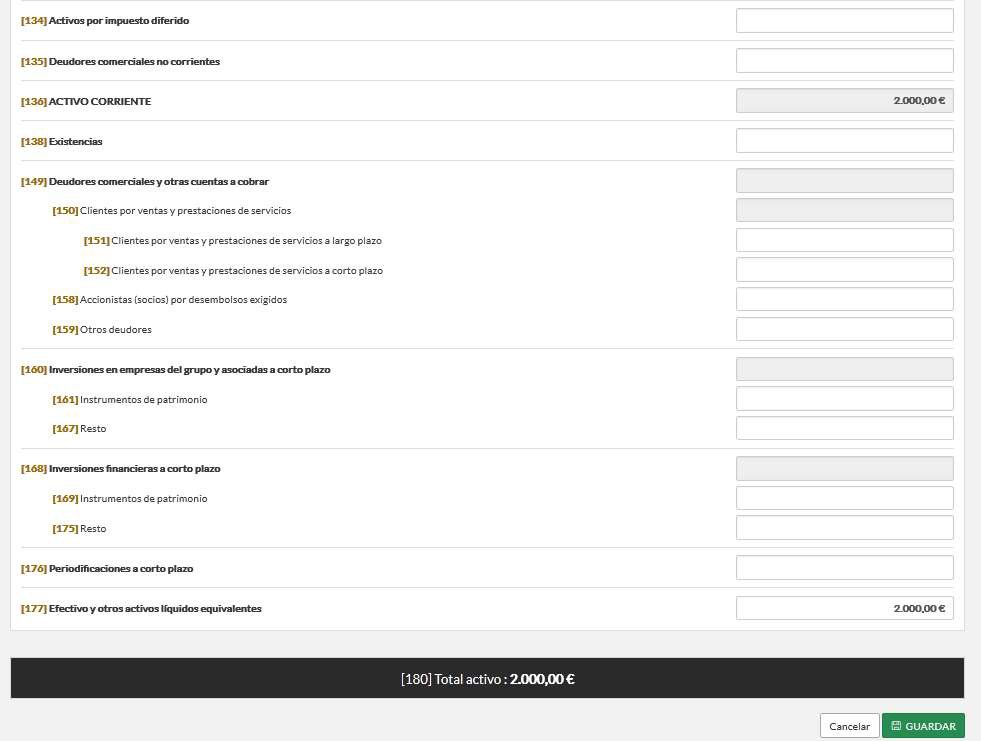 [134] Activos por impuesto diferido
[135] Deudores comerciales no corrientes
[136] ACTIVO CORRIENTE 2.000,00 €
[138] Existencias
[149] Deudores comerciales y otras cuentas a cobrar
[150] Clientes por ventas y prestaciones de servicios
[151] Clientes por ventas y prestaciones de servicios a largo plazo
[152] Clientes por ventas y prestaciones de servicios a corto plazo
[158] Accionistas (socios) por desembolsos exigidos
[159] Otros deudores
[160] Inversiones en empresas del grupo y asociadas a corto plazo
[161] Instrumentos de patrimonio
[167] Resto
[168] Inversiones financieras a corto plazo
[169] Instrumentos de patrimonio
[175] Resto
[176] Periodificaciones a corto plazo
[177] Efectivo y otros activos líquidos equivalentes 2.000,00 €
[180] Total activo : 2.000,00 €
Cancelar GUARDAR